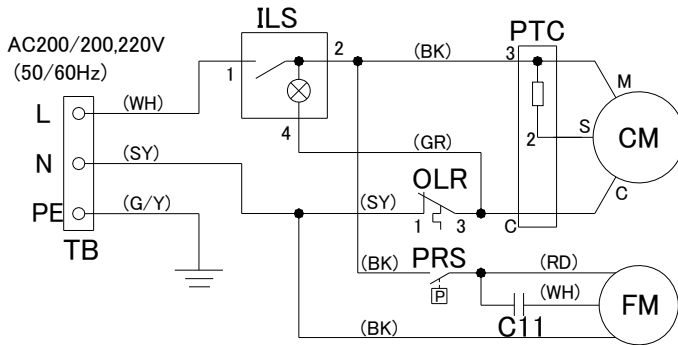 ILS
PTC
AC200/200,220V
(50/60Hz)
1
2
(BK)
3
M
L
(WH)
4
S
CM
2
(GR)
N
(SY)
OLR
C
PE
(G/Y)
(SY)
1
3
C
TB
PRS
(BK)
P
(RD)
(WH)
FM
C11
(BK)